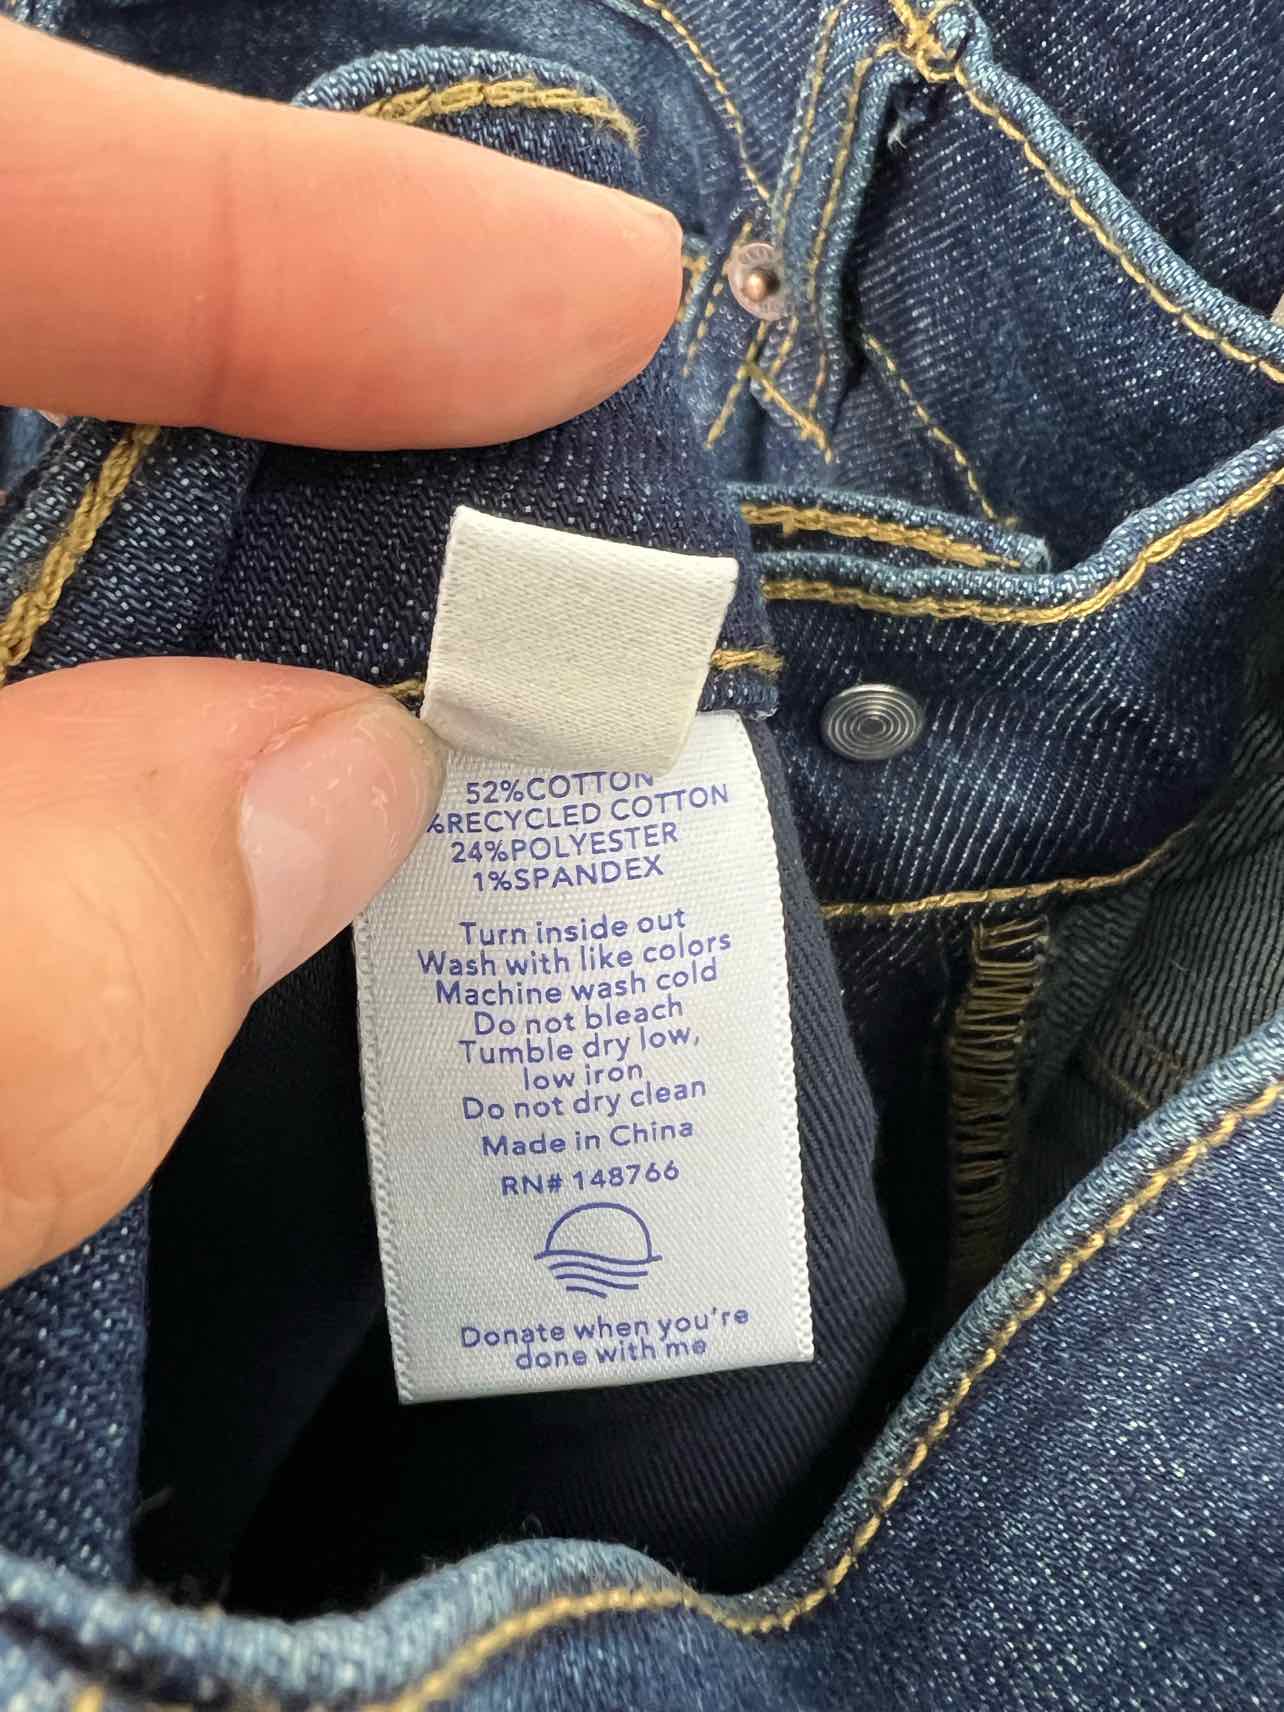 52%COTTON
%RECYCLED COTTON
24%POLYESTER
1%SPANDEX
Turn inside out
Wash with like colors
Machine wash cold
Do not bleach
Tumble dry low,
low iron
Do not dry clean
Made in China
RN# 148766
Donate when you're
done with me